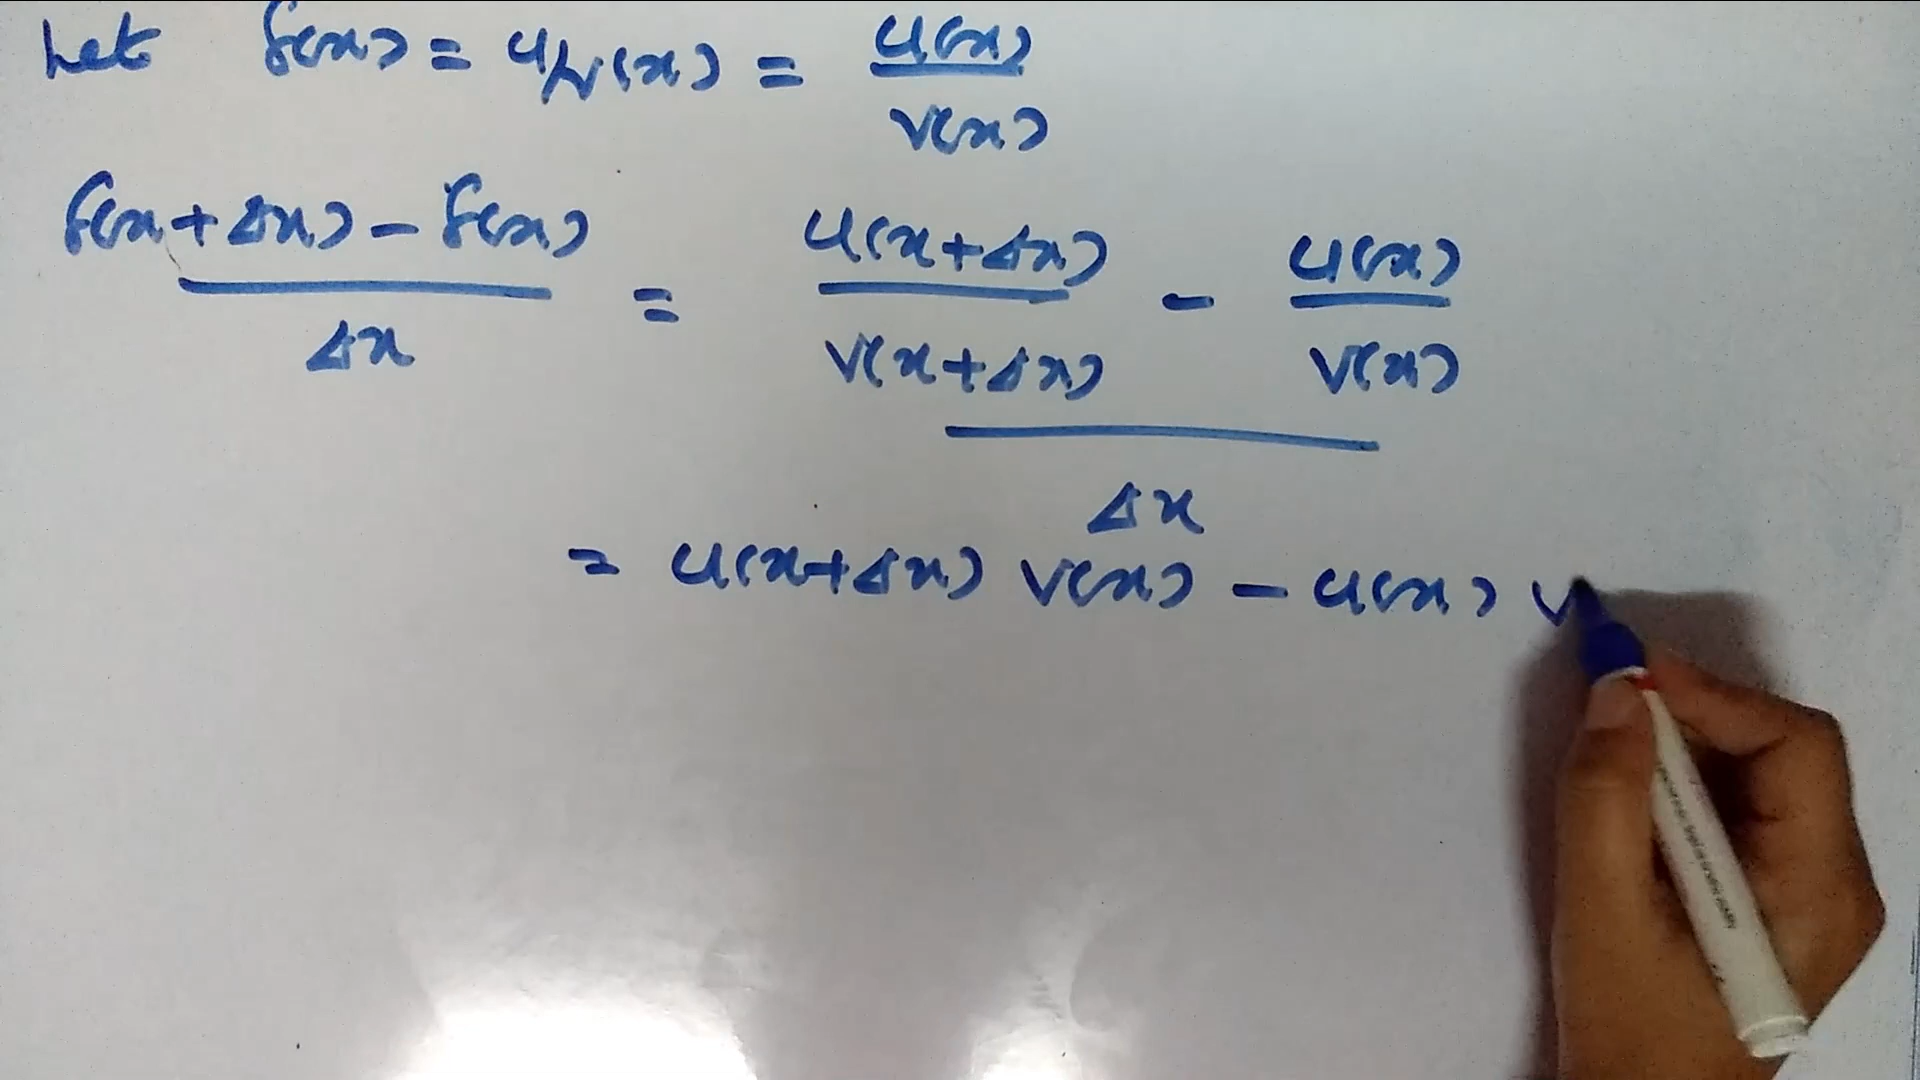 Let f(x) = u/v(x) = u(x)
v(x)
f(x+Δx) - f(x) = u(x+Δx) - u(x)
Δx v(x+Δx) v(x)
Δx
= u(x+Δx) v(x) - u(x) v